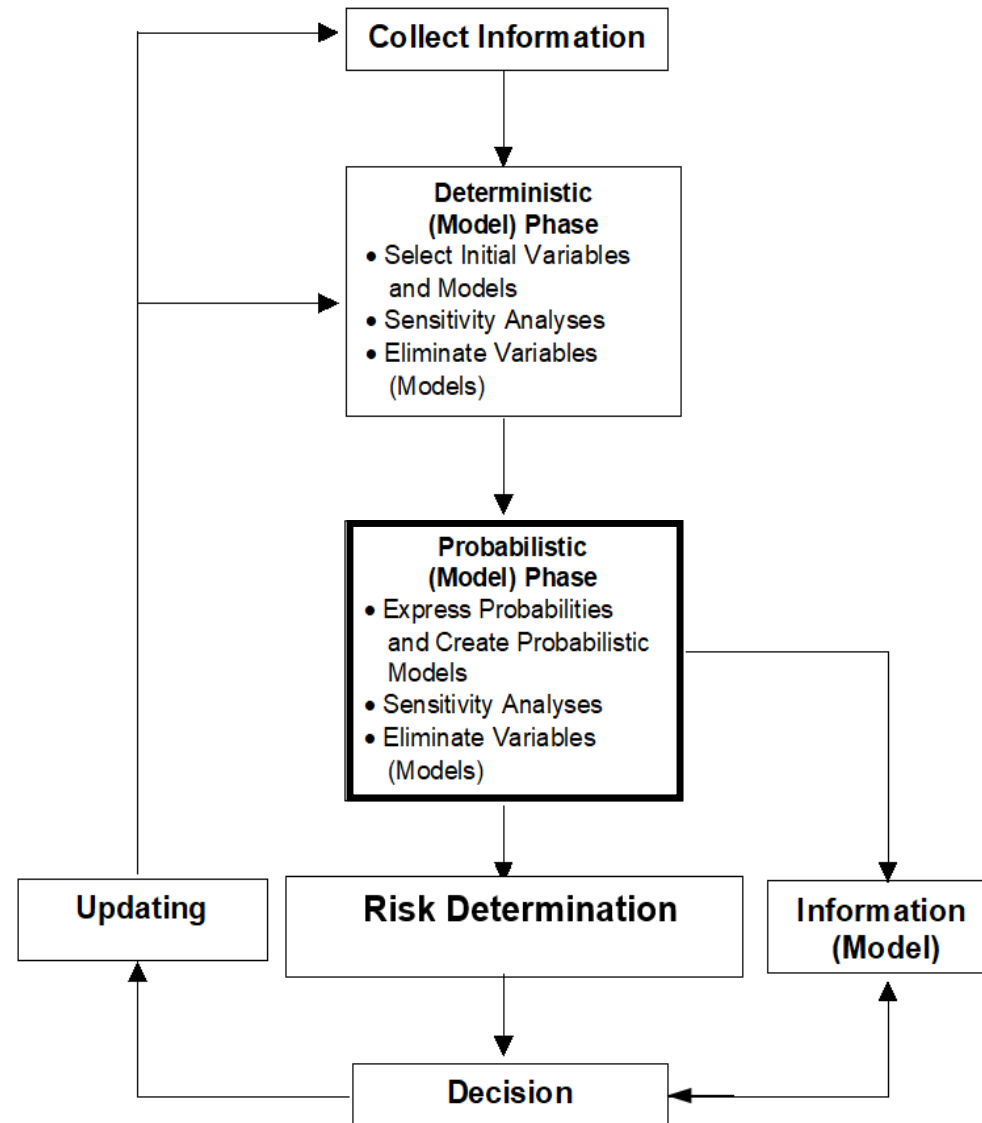 Collect Information
Deterministic
(Model) Phase
• Select Initial Variables
and Models
• Sensitivity Analyses
• Eliminate Variables
(Models)
Probabilistic
(Model) Phase
• Express Probabilities
and Create Probabilistic
Models
• Sensitivity Analyses
• Eliminate Variables
(Models)
Updating
Risk Determination
Information
(Model)
Decision